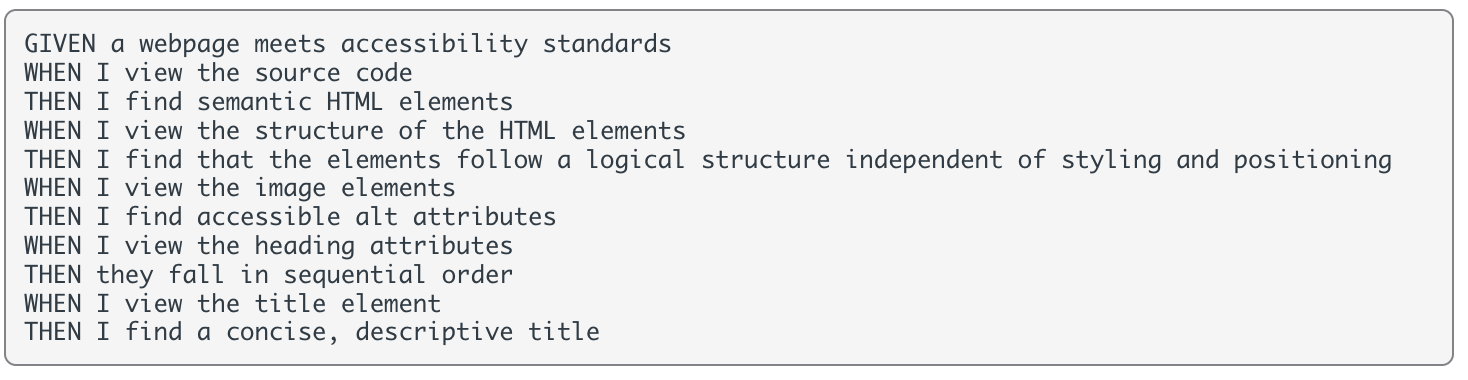 GIVEN a webpage meets accessibility standards
WHEN I view the source code
THEN I find semantic HTML elements
WHEN I view the structure of the HTML elements
THEN I find that the elements follow a logical structure independent of styling and positioning
WHEN I view the image elements
THEN I find accessible alt attributes
WHEN I view the heading attributes
THEN they fall in sequential order
WHEN I view the title element
THEN I find a concise, descriptive title